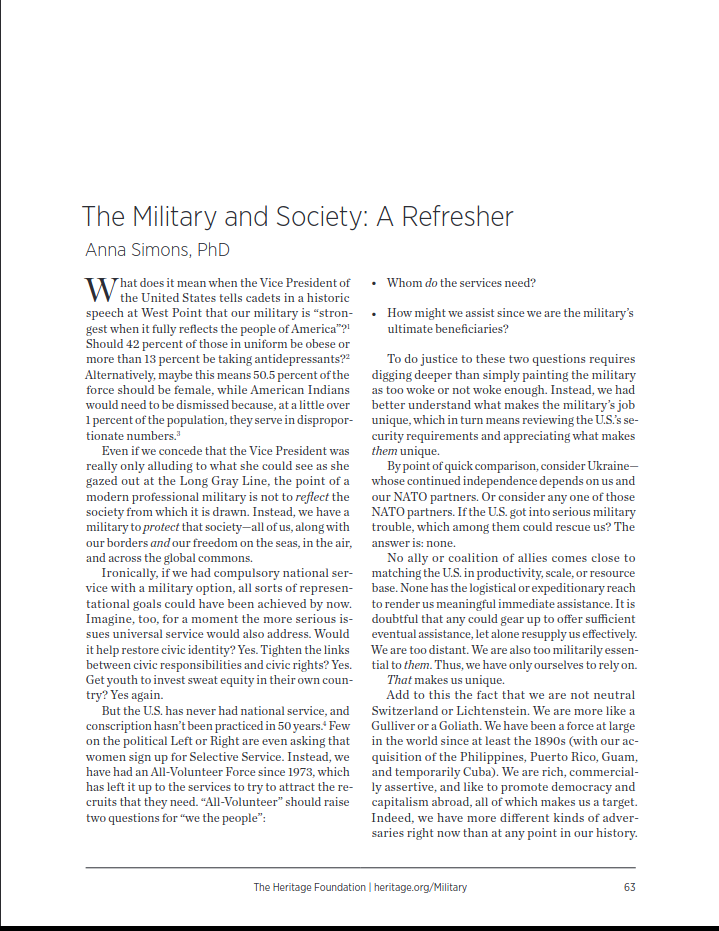 The Military and Society: A Refresher
Anna Simons, PhD
What does it mean when the Vice President of
the United States tells cadets in a historic
speech at West Point that our military is “stron-
gest when it fully reflects the people of America”?¹
Should 42 percent of those in uniform be obese or
more than 13 percent be taking antidepressants?²
Alternatively, maybe this means 50.5 percent of the
force should be female, while American Indians
would need to be dismissed because, at a little over
1 percent of the population, they serve in dispropor-
tionate numbers.³
Even if we concede that the Vice President was
really only alluding to what she could see as she
gazed out at the Long Gray Line, the point of a
modern professional military is not to reflect the
society from which it is drawn. Instead, we have a
military to protect that society—all of us, along with
our borders and our freedom on the seas, in the air,
and across the global commons.
Ironically, if we had compulsory national ser-
vice with a military option, all sorts of represen-
tational goals could have been achieved by now.
Imagine, too, for a moment the more serious is-
sues universal service would also address. Would
it help restore civic identity? Yes. Tighten the links
between civic responsibilities and civic rights? Yes.
Get youth to invest sweat equity in their own coun-
try? Yes again.
But the U.S. has never had national service, and
conscription hasn’t been practiced in 50 years.⁴ Few
on the political Left or Right are even asking that
women sign up for Selective Service. Instead, we
have had an All-Volunteer Force since 1973, which
has left it up to the services to try to attract the re-
cruits that they need. “All-Volunteer” should raise
two questions for “we the people”:
• Whom do the services need?
• How might we assist since we are the military’s
ultimate beneficiaries?
To do justice to these two questions requires
digging deeper than simply painting the military
as too woke or not woke enough. Instead, we had
better understand what makes the military’s job
unique, which in turn means reviewing the U.S.’s se-
curity requirements and appreciating what makes
them unique.
By point of quick comparison, consider Ukraine—
whose continued independence depends on us and
our NATO partners. Or consider any one of those
NATO partners. If the U.S. got into serious military
trouble, which among them could rescue us? The
answer is: none.
No ally or coalition of allies comes close to
matching the U.S. in productivity, scale, or resource
base. None has the logistical or expeditionary reach
to render us meaningful immediate assistance. It is
doubtful that any could gear up to offer sufficient
eventual assistance, let alone resupply us effectively.
We are too distant. We are also too militarily essen-
tial to them. Thus, we have only ourselves to rely on.
That makes us unique.
Add to this the fact that we are not neutral
Switzerland or Lichtenstein. We are more like a
Gulliver or a Goliath. We have been a force at large
in the world since at least the 1890s (with our ac-
quisition of the Philippines, Puerto Rico, Guam,
and temporarily Cuba). We are rich, commercial-
ly assertive, and like to promote democracy and
capitalism abroad, all of which makes us a target.
Indeed, we have more different kinds of adver-
saries right now than at any point in our history.
The Heritage Foundation | heritage.org/Military
63